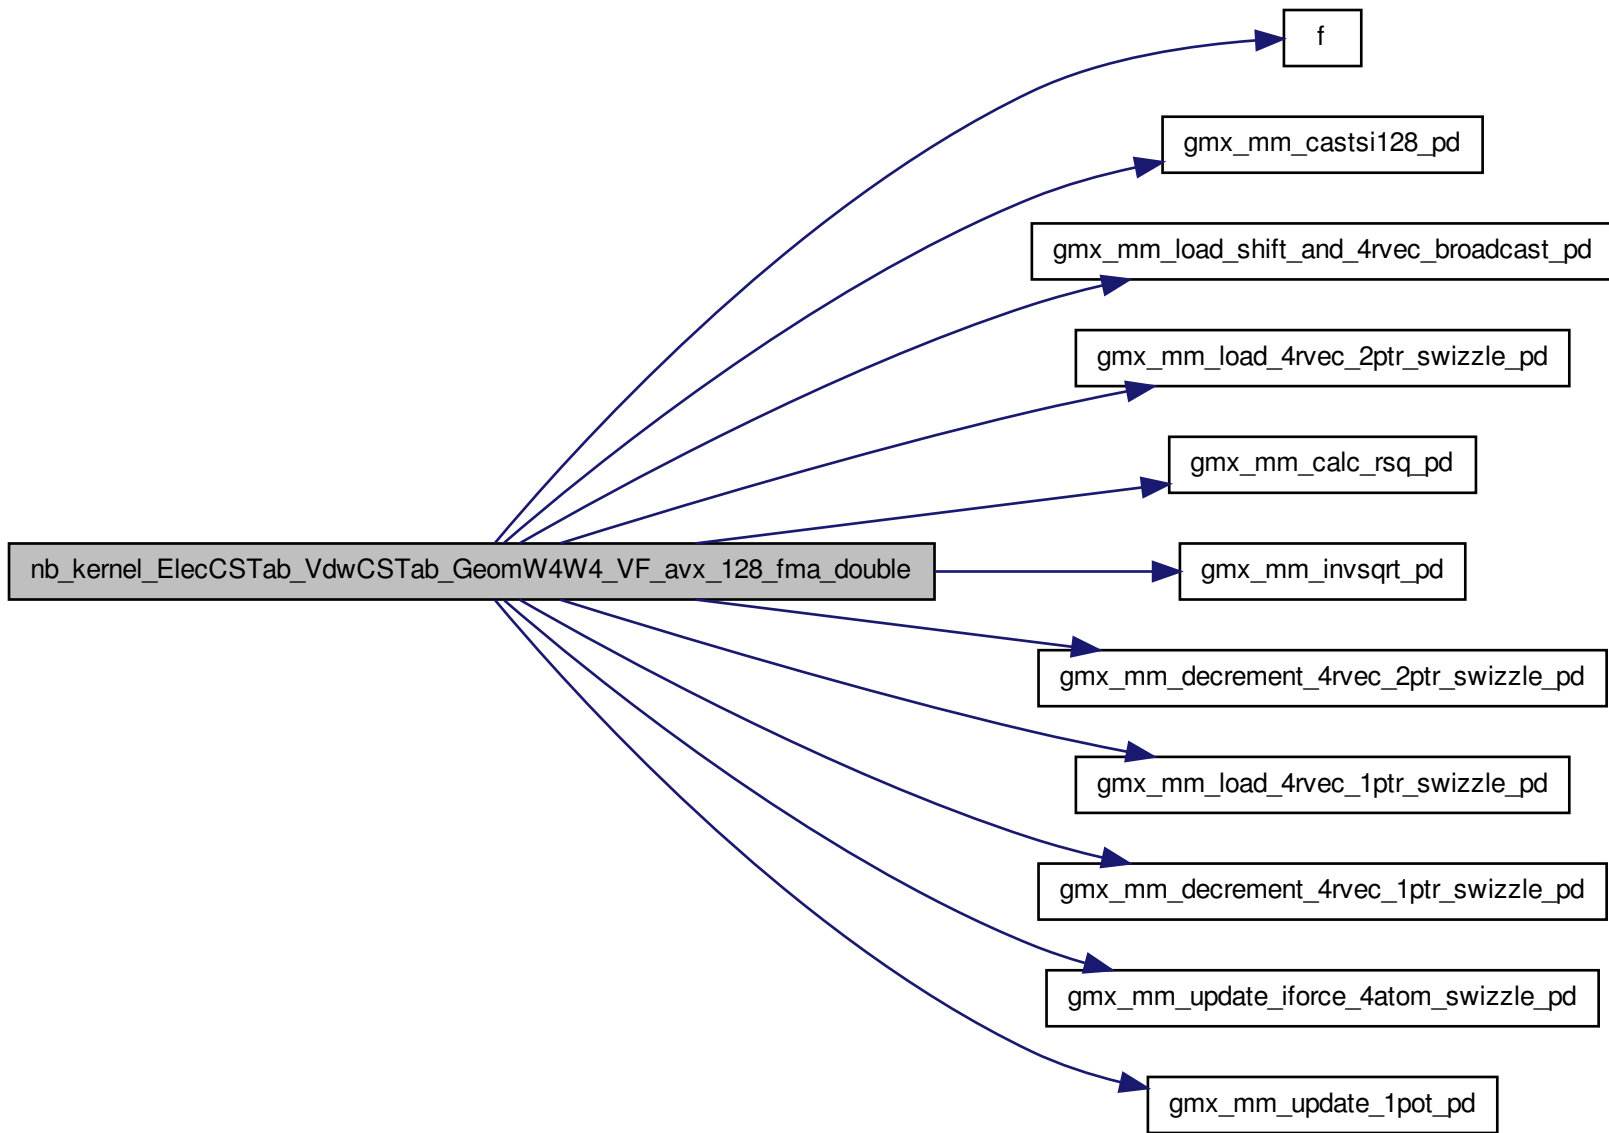 f
gmx_mm_castsi128_pd
gmx_mm_load_shift_and_4rvec_broadcast_pd
gmx_mm_load_4rvec_2ptr_swizzle_pd
gmx_mm_calc_rsq_pd
nb_kernel_ElecCSTab_VdwCSTab_GeomW4W4_VF_avx_128_fma_double
gmx_mm_invsqrt_pd
gmx_mm_decrement_4rvec_2ptr_swizzle_pd
gmx_mm_load_4rvec_1ptr_swizzle_pd
gmx_mm_decrement_4rvec_1ptr_swizzle_pd
gmx_mm_update_iforce_4atom_swizzle_pd
gmx_mm_update_1pot_pd